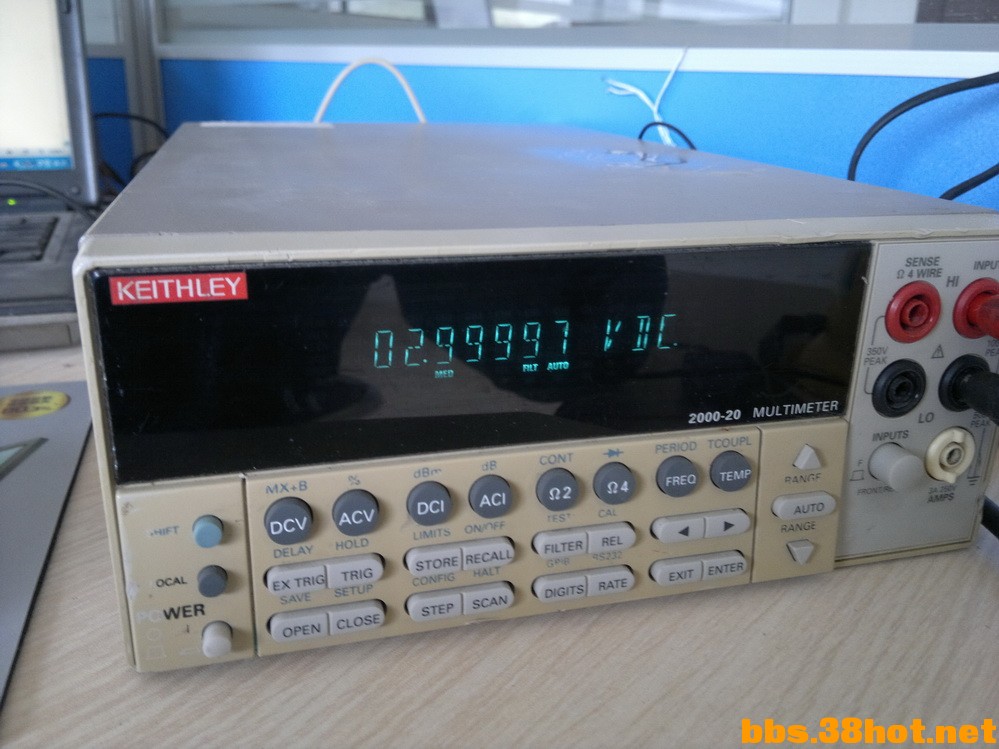 KEITHLEY
02.99997 VDC
MED FILT AUTO
2000-20 MULTIMETER
SENSE
Ω 4 WIRE
HI
350V
PEAK
LO
INPUTS
F
AMPS
MX+B % dBm dB CONT PERIOD TCOUPL
DCV ACV DCI ACI Ω2 Ω4 FREQ TEMP
RANGE
AUTO
RANGE
DELAY HOLD LIMITS ON/OFF TEST CAL
EX TRIG TRIG STORE RECALL FILTER REL
SAVE SETUP CONFIG HALT GPIB RS232
OPEN CLOSE STEP SCAN DIGITS RATE EXIT ENTER
bbs.38hot.net